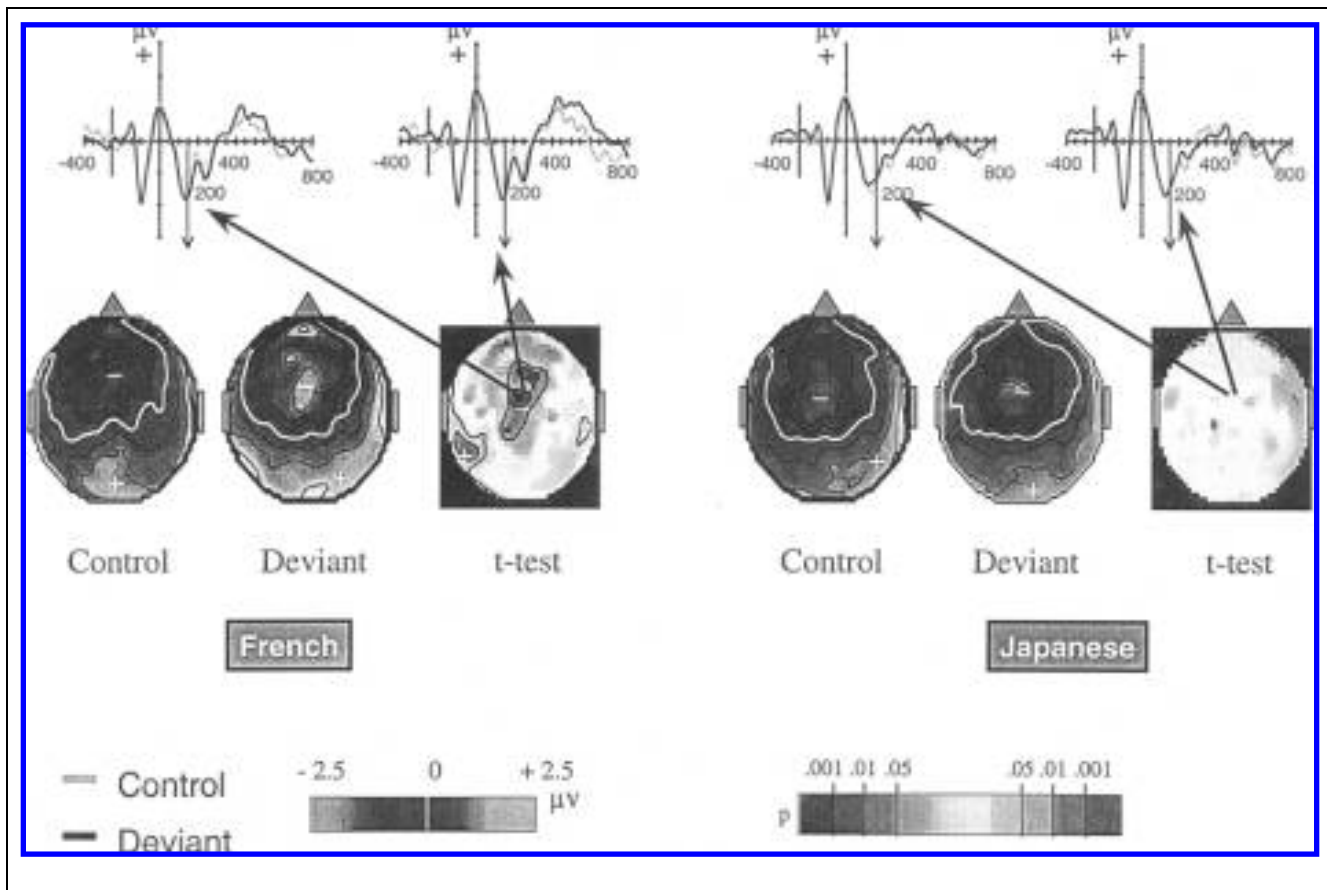 μv μv μv μv
+ + + +
-400 400 800 -400 400 800 -400 400 800 -400 400 800
200 200 200 200
− − − −
+ + + + +
Control Deviant t-test Control Deviant t-test
French Japanese
- 2.5 0 + 2.5 .001 .01 .05 .05 .01 .001
Control μv p
Deviant